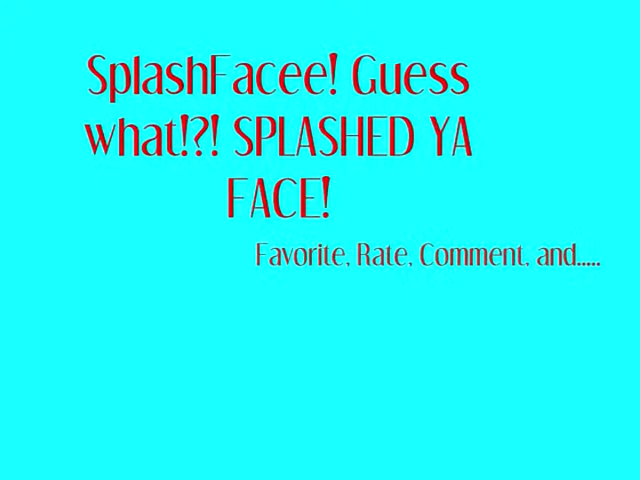 SplashFacee! Guess
what!?! SPLASHED YA
FACE!
Favorite, Rate, Comment, and.....